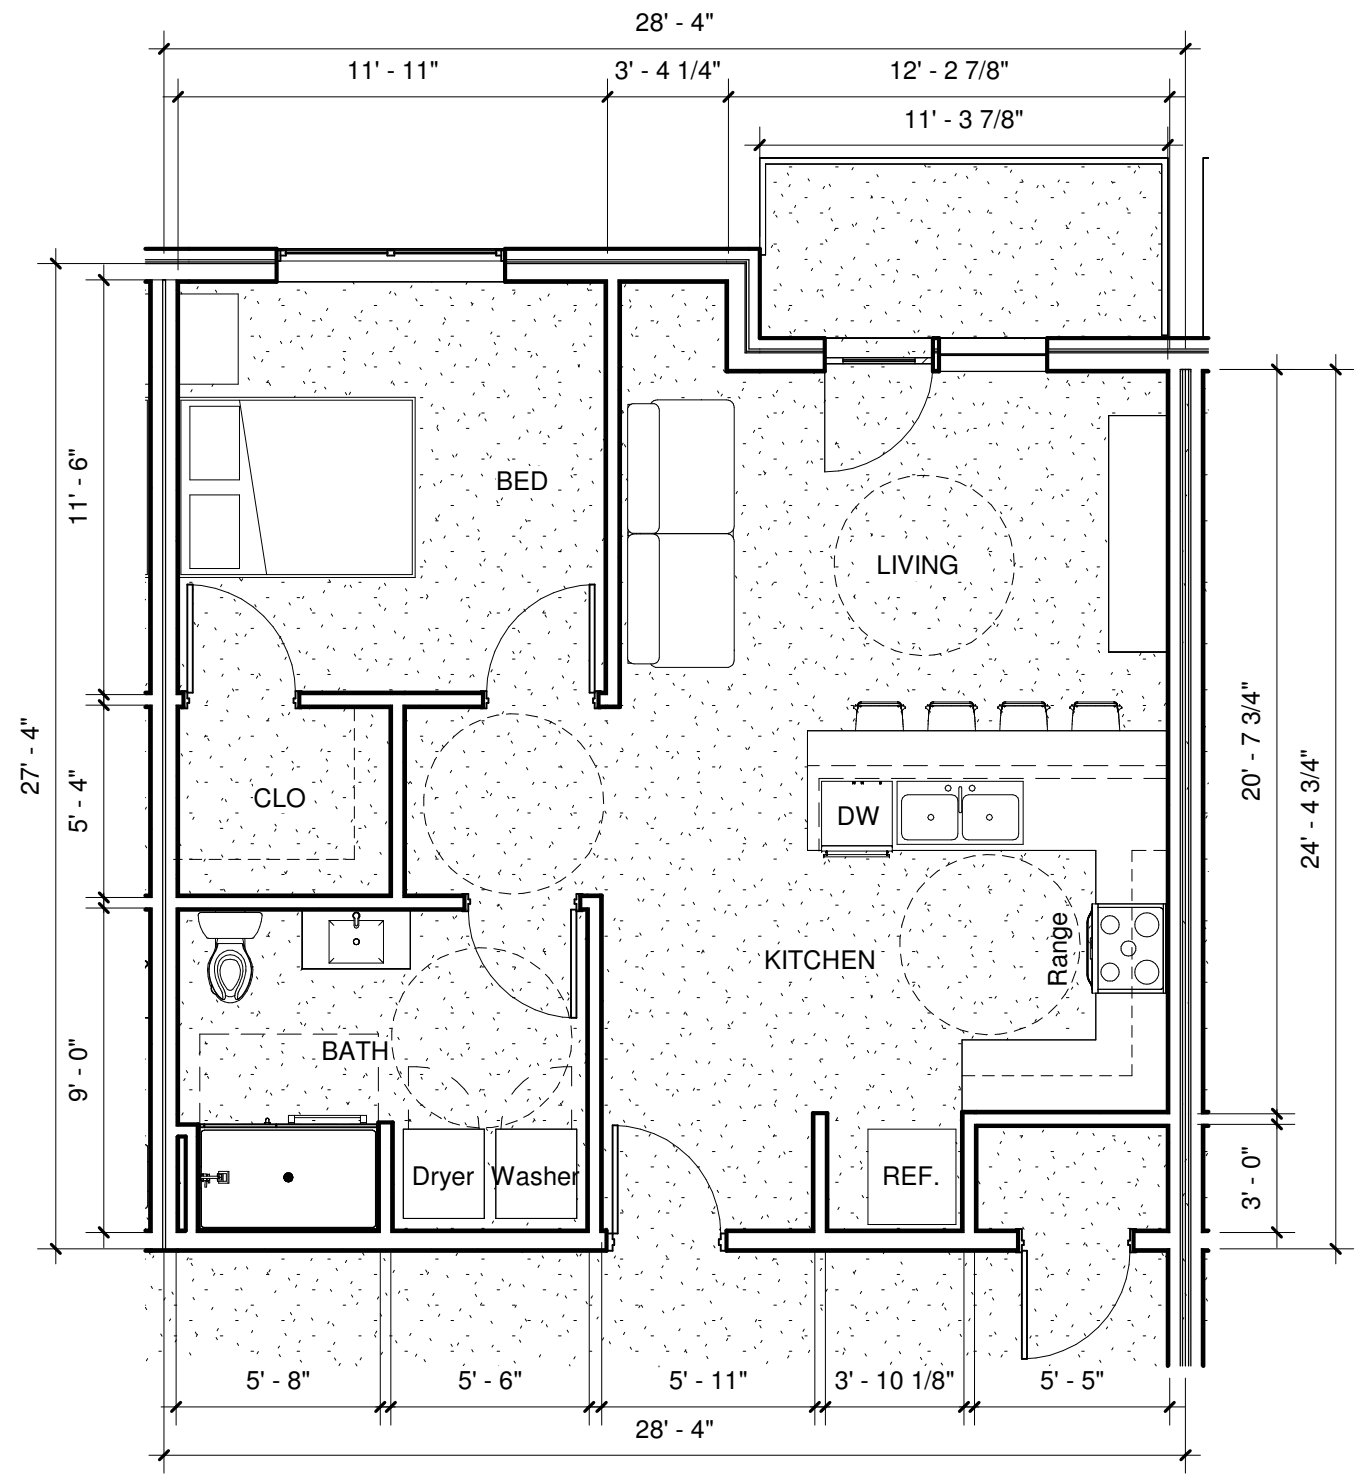 28' - 4"
11' - 11"
3' - 4 1/4"
12' - 2 7/8"
11' - 3 7/8"
11' - 6"
BED
LIVING
27' - 4"
5' - 4"
CLO
DW
20' - 7 3/4"
24' - 4 3/4"
KITCHEN
Range
9' - 0"
BATH
Dryer
Washer
REF.
3' - 0"
5' - 8"
5' - 6"
5' - 11"
3' - 10 1/8"
5' - 5"
28' - 4"